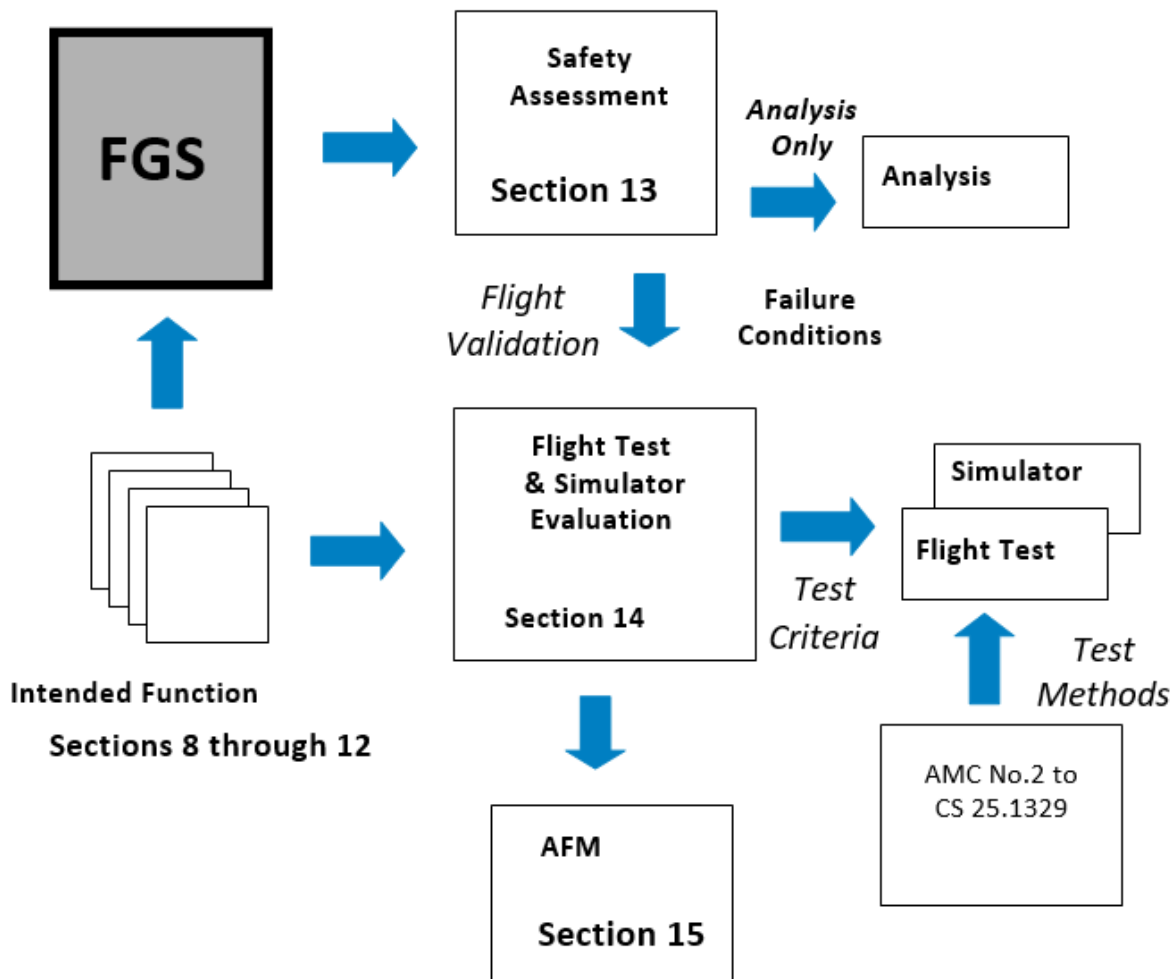 FGS
Safety
Assessment
Section 13
Analysis
Only
Analysis
Flight
Validation
Failure
Conditions
Intended Function
Sections 8 through 12
Flight Test
& Simulator
Evaluation
Section 14
Test
Criteria
Simulator
Flight Test
Test
Methods
AMC No.2 to
CS 25.1329
AFM
Section 15